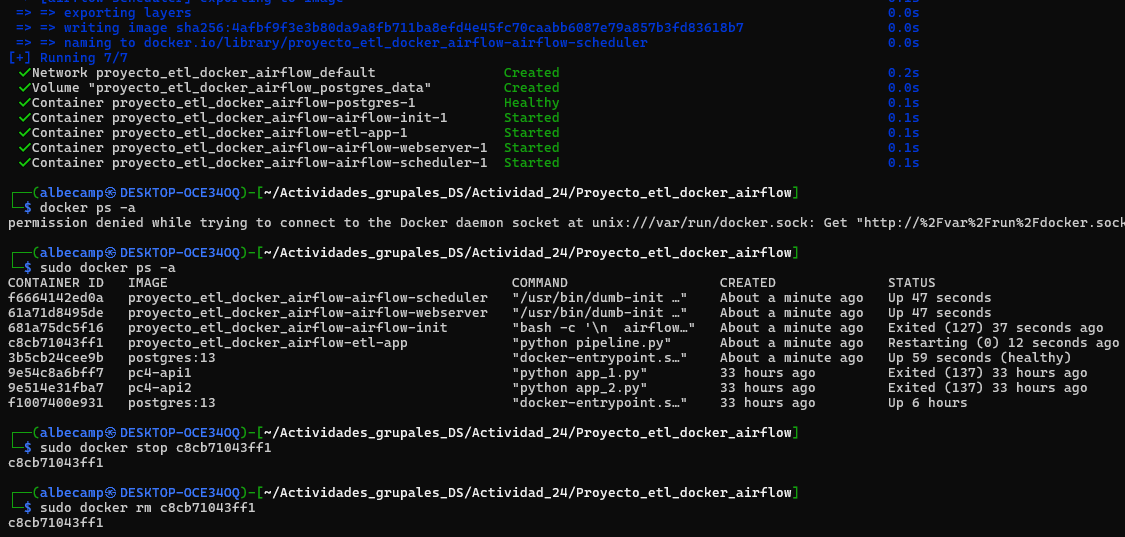 => => exporting layers 0.0s
=> => writing image sha256:4afbf9f3e3b80da9a8fb711ba8efd4e45fc70caabb6087e79a857b3fd83618b7 0.0s
=> => naming to docker.io/library/proyecto_etl_docker_airflow-airflow-scheduler 0.0s
[+] Running 7/7
✓Network proyecto_etl_docker_airflow_default Created 0.2s
✓Volume "proyecto_etl_docker_airflow_postgres_data" Created 0.0s
✓Container proyecto_etl_docker_airflow-postgres-1 Healthy 0.1s
✓Container proyecto_etl_docker_airflow-airflow-init-1 Started 0.1s
✓Container proyecto_etl_docker_airflow-etl-app-1 Started 0.1s
✓Container proyecto_etl_docker_airflow-airflow-webserver-1 Started 0.1s
✓Container proyecto_etl_docker_airflow-airflow-scheduler-1 Started 0.1s
┌──(albecamp㉿DESKTOP-OCE34OQ)-[~/Actividades_grupales_DS/Actividad_24/Proyecto_etl_docker_airflow]
└─$ docker ps -a
permission denied while trying to connect to the Docker daemon socket at unix:///var/run/docker.sock: Get "http://%2Fvar%2Frun%2Fdocker.sock
┌──(albecamp㉿DESKTOP-OCE34OQ)-[~/Actividades_grupales_DS/Actividad_24/Proyecto_etl_docker_airflow]
└─$ sudo docker ps -a
CONTAINER ID IMAGE COMMAND CREATED STATUS
f6664142ed0a proyecto_etl_docker_airflow-airflow-scheduler "/usr/bin/dumb-init …" About a minute ago Up 47 seconds
61a71d8495de proyecto_etl_docker_airflow-airflow-webserver "/usr/bin/dumb-init …" About a minute ago Up 47 seconds
681a75dc5f16 proyecto_etl_docker_airflow-airflow-init "bash -c '\n airflow…" About a minute ago Exited (127) 37 seconds ago
c8cb71043ff1 proyecto_etl_docker_airflow-etl-app "python pipeline.py" About a minute ago Restarting (0) 12 seconds ago
3b5cb24cee9b postgres:13 "docker-entrypoint.s…" About a minute ago Up 59 seconds (healthy)
9e54c8a6bff7 pc4-api1 "python app_1.py" 33 hours ago Exited (137) 33 hours ago
9e514e31fba7 pc4-api2 "python app_2.py" 33 hours ago Exited (137) 33 hours ago
f1007400e931 postgres:13 "docker-entrypoint.s…" 33 hours ago Up 6 hours
┌──(albecamp㉿DESKTOP-OCE34OQ)-[~/Actividades_grupales_DS/Actividad_24/Proyecto_etl_docker_airflow]
└─$ sudo docker stop c8cb71043ff1
c8cb71043ff1
┌──(albecamp㉿DESKTOP-OCE34OQ)-[~/Actividades_grupales_DS/Actividad_24/Proyecto_etl_docker_airflow]
└─$ sudo docker rm c8cb71043ff1
c8cb71043ff1